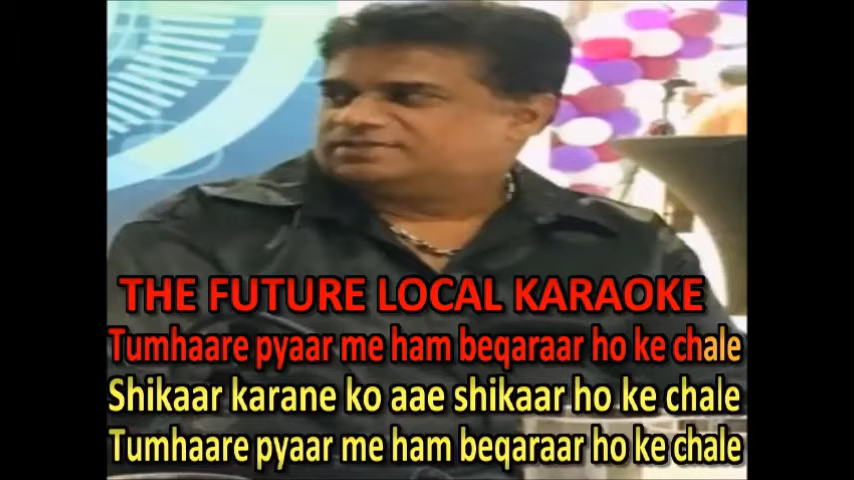 THE FUTURE LOCAL KARAOKE
Tumhaare pyaar me ham beqaraar ho ke chale
Shikaar karane ko aae shikaar ho ke chale
Tumhaare pyaar me ham beqaraar ho ke chale